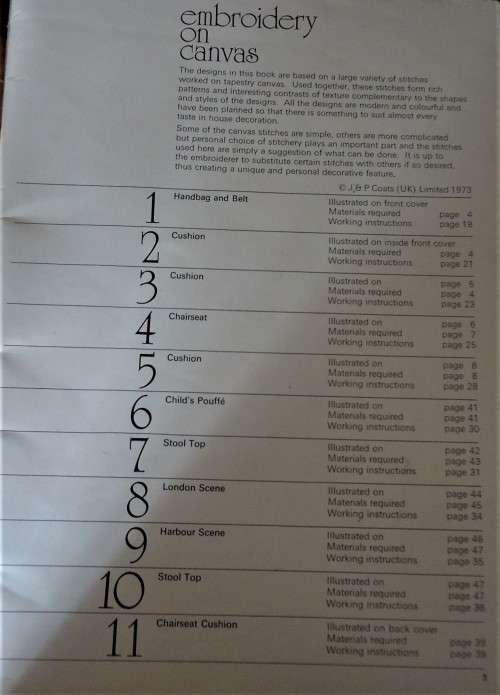 embroidery
on
canvas
The designs in this book are based on a large variety of stitches
worked on tapestry canvas. Used together, these stitches form rich
patterns and interesting contrasts of texture complementary to the shapes
and styles of the designs. All the designs are modern and colourful and
have been planned so that there is something to suit almost every
taste in house decoration.
Some of the canvas stitches are simple, others are more complicated
but personal choice of stitchery plays an important part and the stitches
used here are simply a suggestion of what can be done. It is up to
the embroiderer to substitute certain stitches with others if so desired,
thus creating a unique and personal decorative feature.
© J. & P Coats (UK) Limited 1973
1 Handbag and Belt Illustrated on front cover
Materials required page 4
Working instructions page 19
2 Cushion Illustrated on inside front cover
Materials required page 4
Working instructions page 21
3 Cushion Illustrated on page 5
Materials required page 4
Working instructions page 23
4 Chairseat Illustrated on page 6
Materials required page 7
Working instructions page 25
5 Cushion Illustrated on page 8
Materials required page 8
Working instructions page 28
6 Child's Pouffé Illustrated on page 41
Materials required page 41
Working instructions page 30
7 Stool Top Illustrated on page 42
Materials required page 43
Working instructions page 31
8 London Scene Illustrated on page 44
Materials required page 45
Working instructions page 34
9 Harbour Scene Illustrated on page 46
Materials required page 47
Working instructions page 35
10 Stool Top Illustrated on page 47
Materials required page 47
Working instructions page 38
11 Chairseat Cushion Illustrated on back cover
Materials required page 39
Working instructions page 39
3